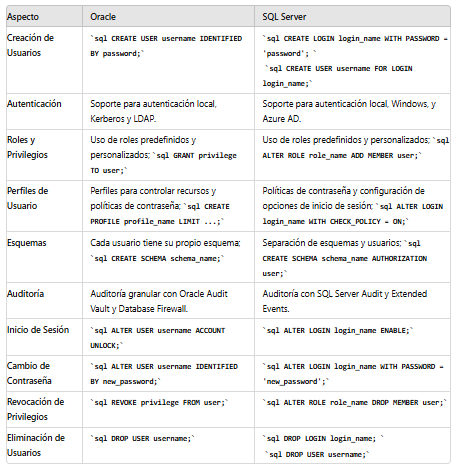 Aspecto Oracle SQL Server
Creación de Usuarios
`sql CREATE USER username IDENTIFIED
BY password;`
`sql CREATE LOGIN login_name WITH PASSWORD =
'password'; `
`sql CREATE USER username FOR LOGIN
login_name;`
Autenticación
Soporte para autenticación local,
Kerberos y LDAP.
Soporte para autenticación local, Windows, y
Azure AD.
Roles y
Privilegios
Uso de roles predefinidos y
personalizados; `sql GRANT privilege
TO user;`
Uso de roles predefinidos y personalizados; `sql
ALTER ROLE role_name ADD MEMBER user;`
Perfiles de
Usuario
Perfiles para controlar recursos y
políticas de contraseña; `sql CREATE
PROFILE profile_name LIMIT ...;`
Políticas de contraseña y configuración de
opciones de inicio de sesión; `sql ALTER LOGIN
login_name WITH CHECK_POLICY = ON;`
Esquemas
Cada usuario tiene su propio esquema;
`sql CREATE SCHEMA schema_name;`
Separación de esquemas y usuarios; `sql
CREATE SCHEMA schema_name AUTHORIZATION
user;`
Auditoría
Auditoría granular con Oracle Audit
Vault y Database Firewall.
Auditoría con SQL Server Audit y Extended
Events.
Inicio de Sesión
`sql ALTER USER username ACCOUNT
UNLOCK;`
`sql ALTER LOGIN login_name ENABLE;`
Cambio de
Contraseña
`sql ALTER USER username IDENTIFIED
BY new_password;`
`sql ALTER LOGIN login_name WITH PASSWORD =
'new_password';`
Revocación de
Privilegios
`sql REVOKE privilege FROM user;`
`sql ALTER ROLE role_name DROP MEMBER user;`
Eliminación de
Usuarios
`sql DROP USER username;`
`sql DROP LOGIN login_name; `
`sql DROP USER username;`